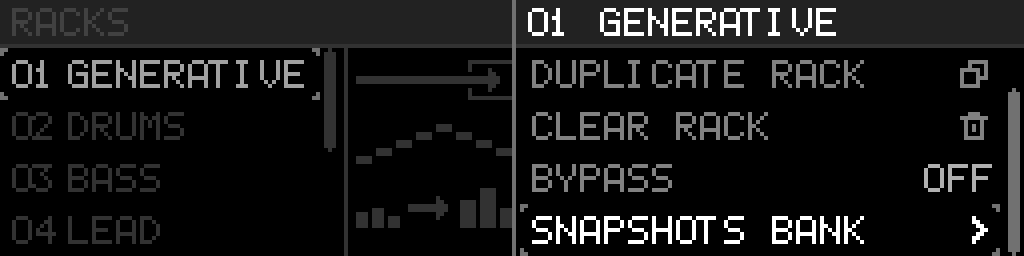 RACKS
01 GENERATIVE
02 DRUMS
03 BASS
04 LEAD
01 GENERATIVE
DUPLICATE RACK
CLEAR RACK
BYPASS OFF
SNAPSHOTS BANK >